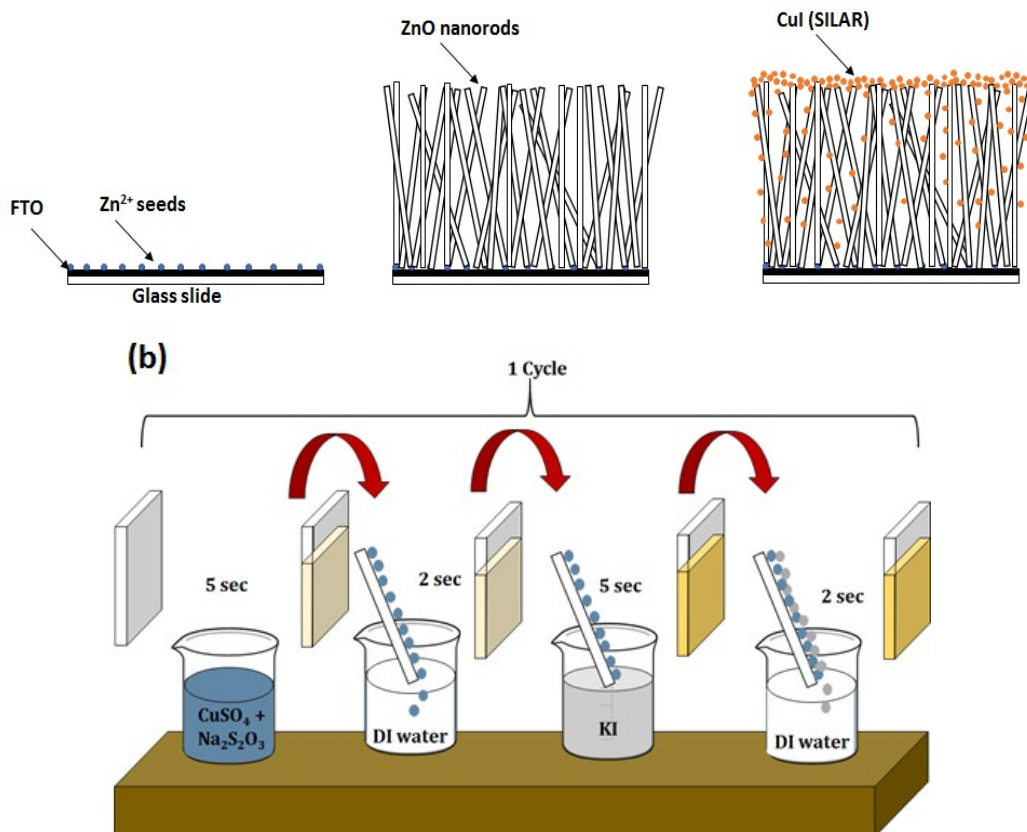 ZnO nanorods
CuI (SILAR)
FTO
Zn²⁺ seeds
Glass slide
(b)
1 Cycle
5 sec
2 sec
5 sec
2 sec
CuSO₄ +
Na₂S₂O₃
DI water
KI
DI water